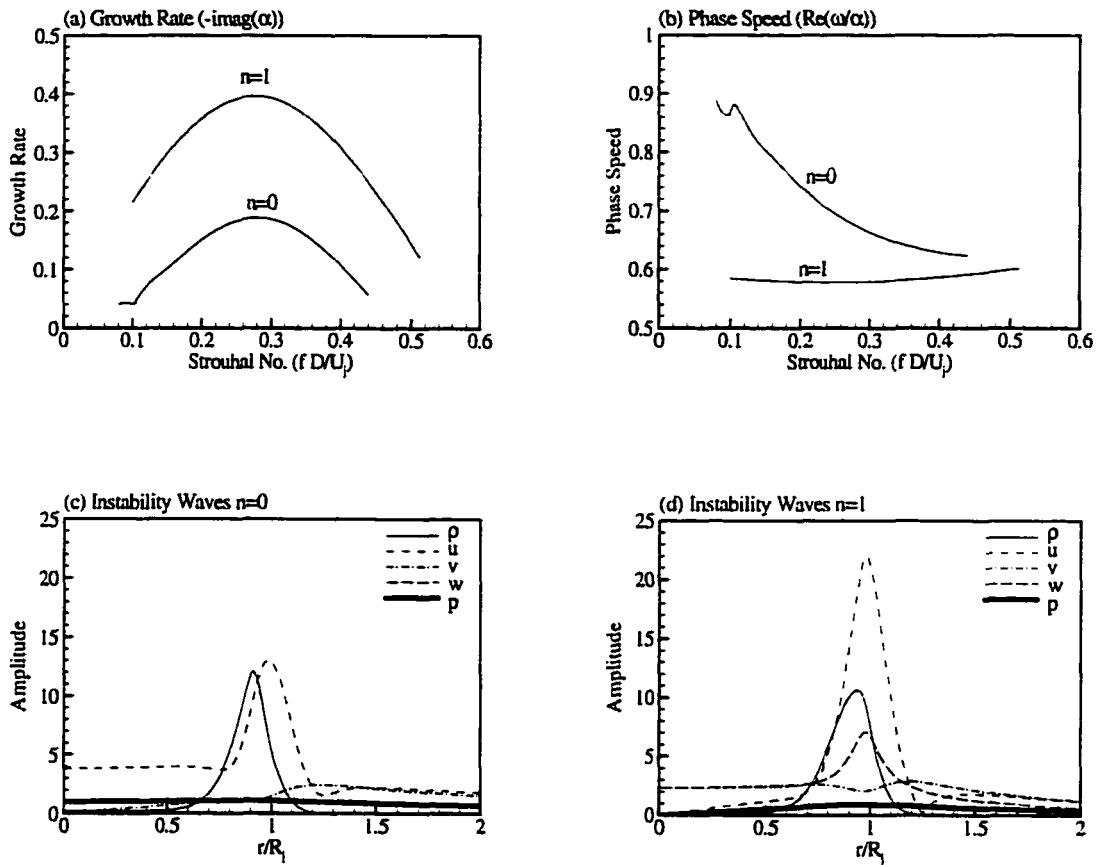 (a) Growth Rate (-imag(α))
0.5
0.4
0.3
0.2
0.1
0
Growth Rate
n=1
n=0
0
0.1
0.2
0.3
0.4
0.5
0.6
Strouhal No. (f D/Uj)
(b) Phase Speed (Re(ω/α))
1
0.9
0.8
0.7
0.6
0.5
Phase Speed
n=0
n=1
0
0.1
0.2
0.3
0.4
0.5
0.6
Strouhal No. (f D/Uj)
(c) Instability Waves n=0
25
20
15
10
5
0
Amplitude
ρ
u
v
w
p
0
0.5
1
1.5
2
r/Rj
(d) Instability Waves n=1
25
20
15
10
5
0
Amplitude
ρ
u
v
w
p
0
0.5
1
1.5
2
r/Rj